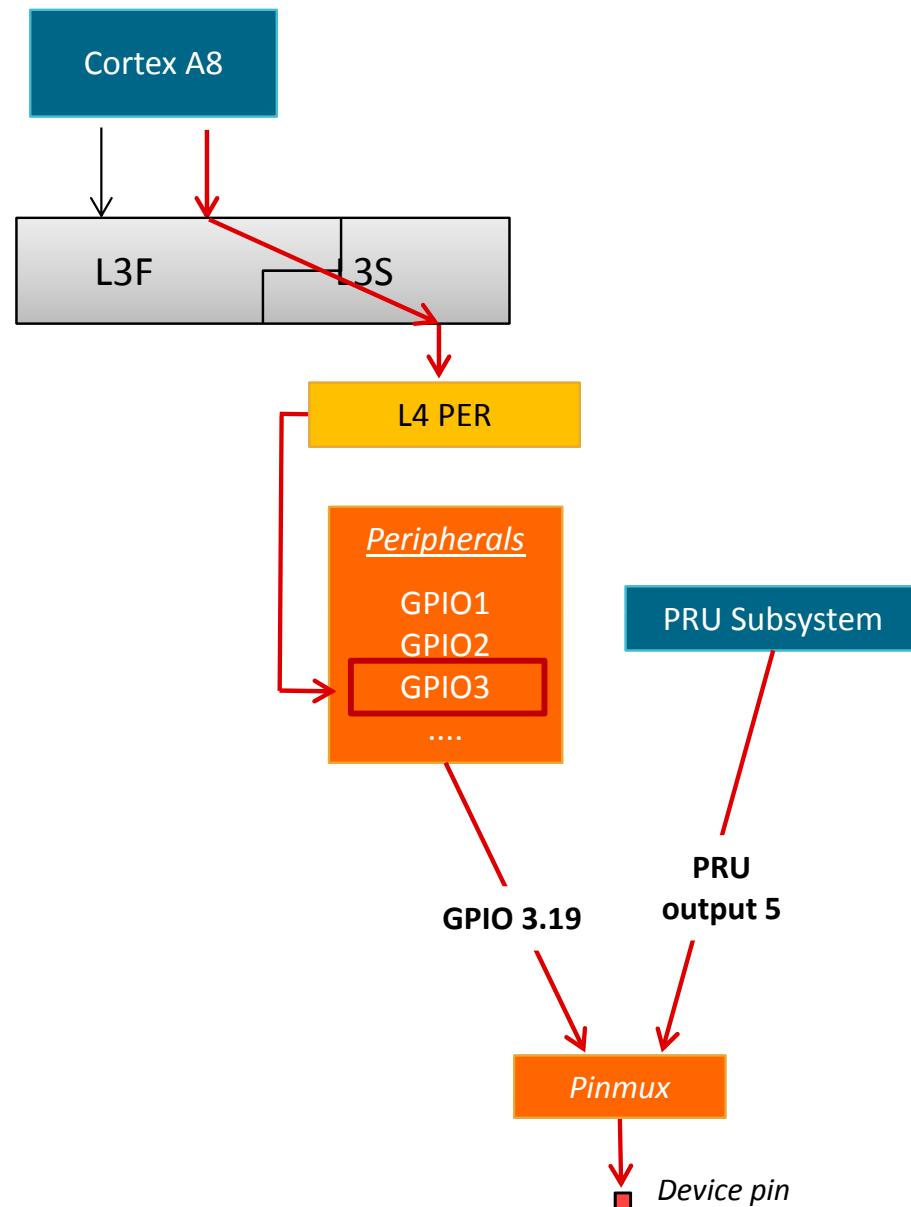 Cortex A8
L3F
L3S
L4 PER
Peripherals
GPIO1
GPIO2
GPIO3
....
PRU Subsystem
GPIO 3.19
PRU
output 5
Pinmux
Device pin